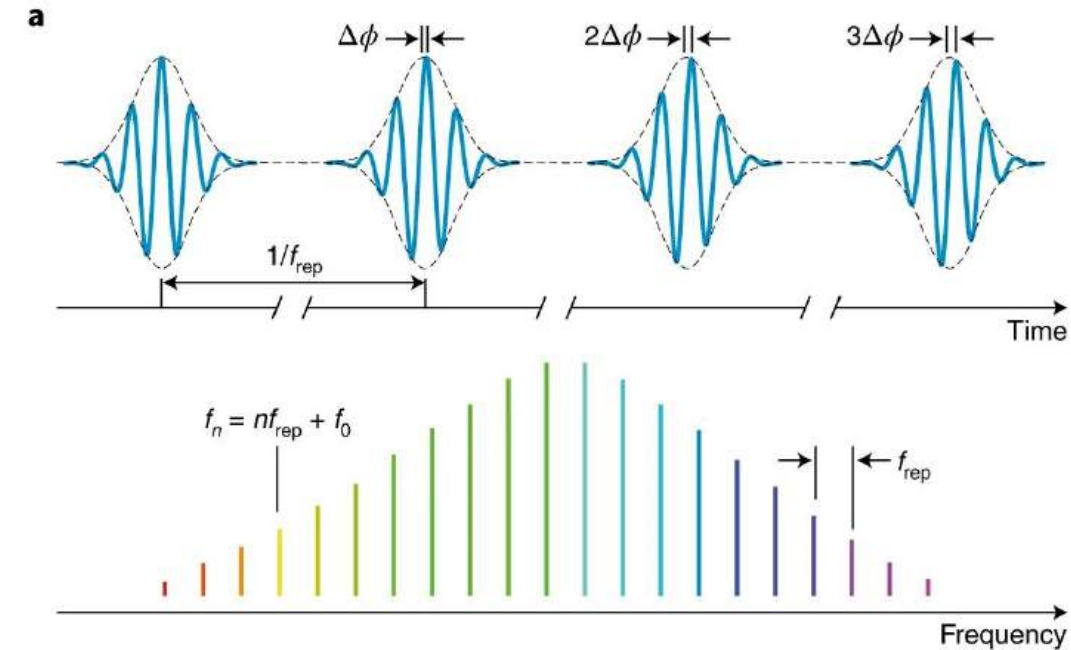 a
Δϕ 2Δϕ 3Δϕ
1/f_rep
Time
f_n = nf_rep + f_0
f_rep
Frequency